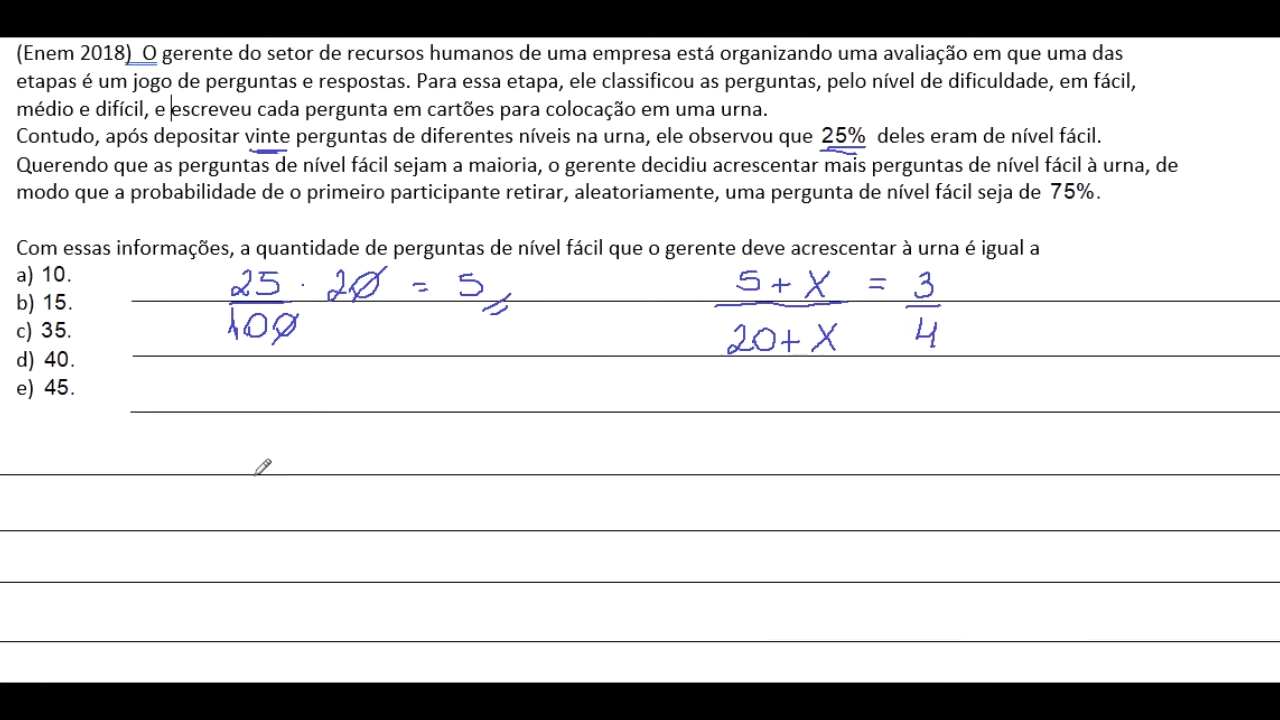 (Enem 2018) O gerente do setor de recursos humanos de uma empresa está organizando uma avaliação em que uma das
etapas é um jogo de perguntas e respostas. Para essa etapa, ele classificou as perguntas, pelo nível de dificuldade, em fácil,
médio e difícil, e escreveu cada pergunta em cartões para colocação em uma urna.
Contudo, após depositar vinte perguntas de diferentes níveis na urna, ele observou que 25% deles eram de nível fácil.
Querendo que as perguntas de nível fácil sejam a maioria, o gerente decidiu acrescentar mais perguntas de nível fácil à urna, de
modo que a probabilidade de o primeiro participante retirar, aleatoriamente, uma pergunta de nível fácil seja de 75%.
Com essas informações, a quantidade de perguntas de nível fácil que o gerente deve acrescentar à urna é igual a
a) 10.
b) 15.
c) 35.
d) 40.
e) 45.
25 · 20 = 5
100
5 + X = 3
20 + X 4